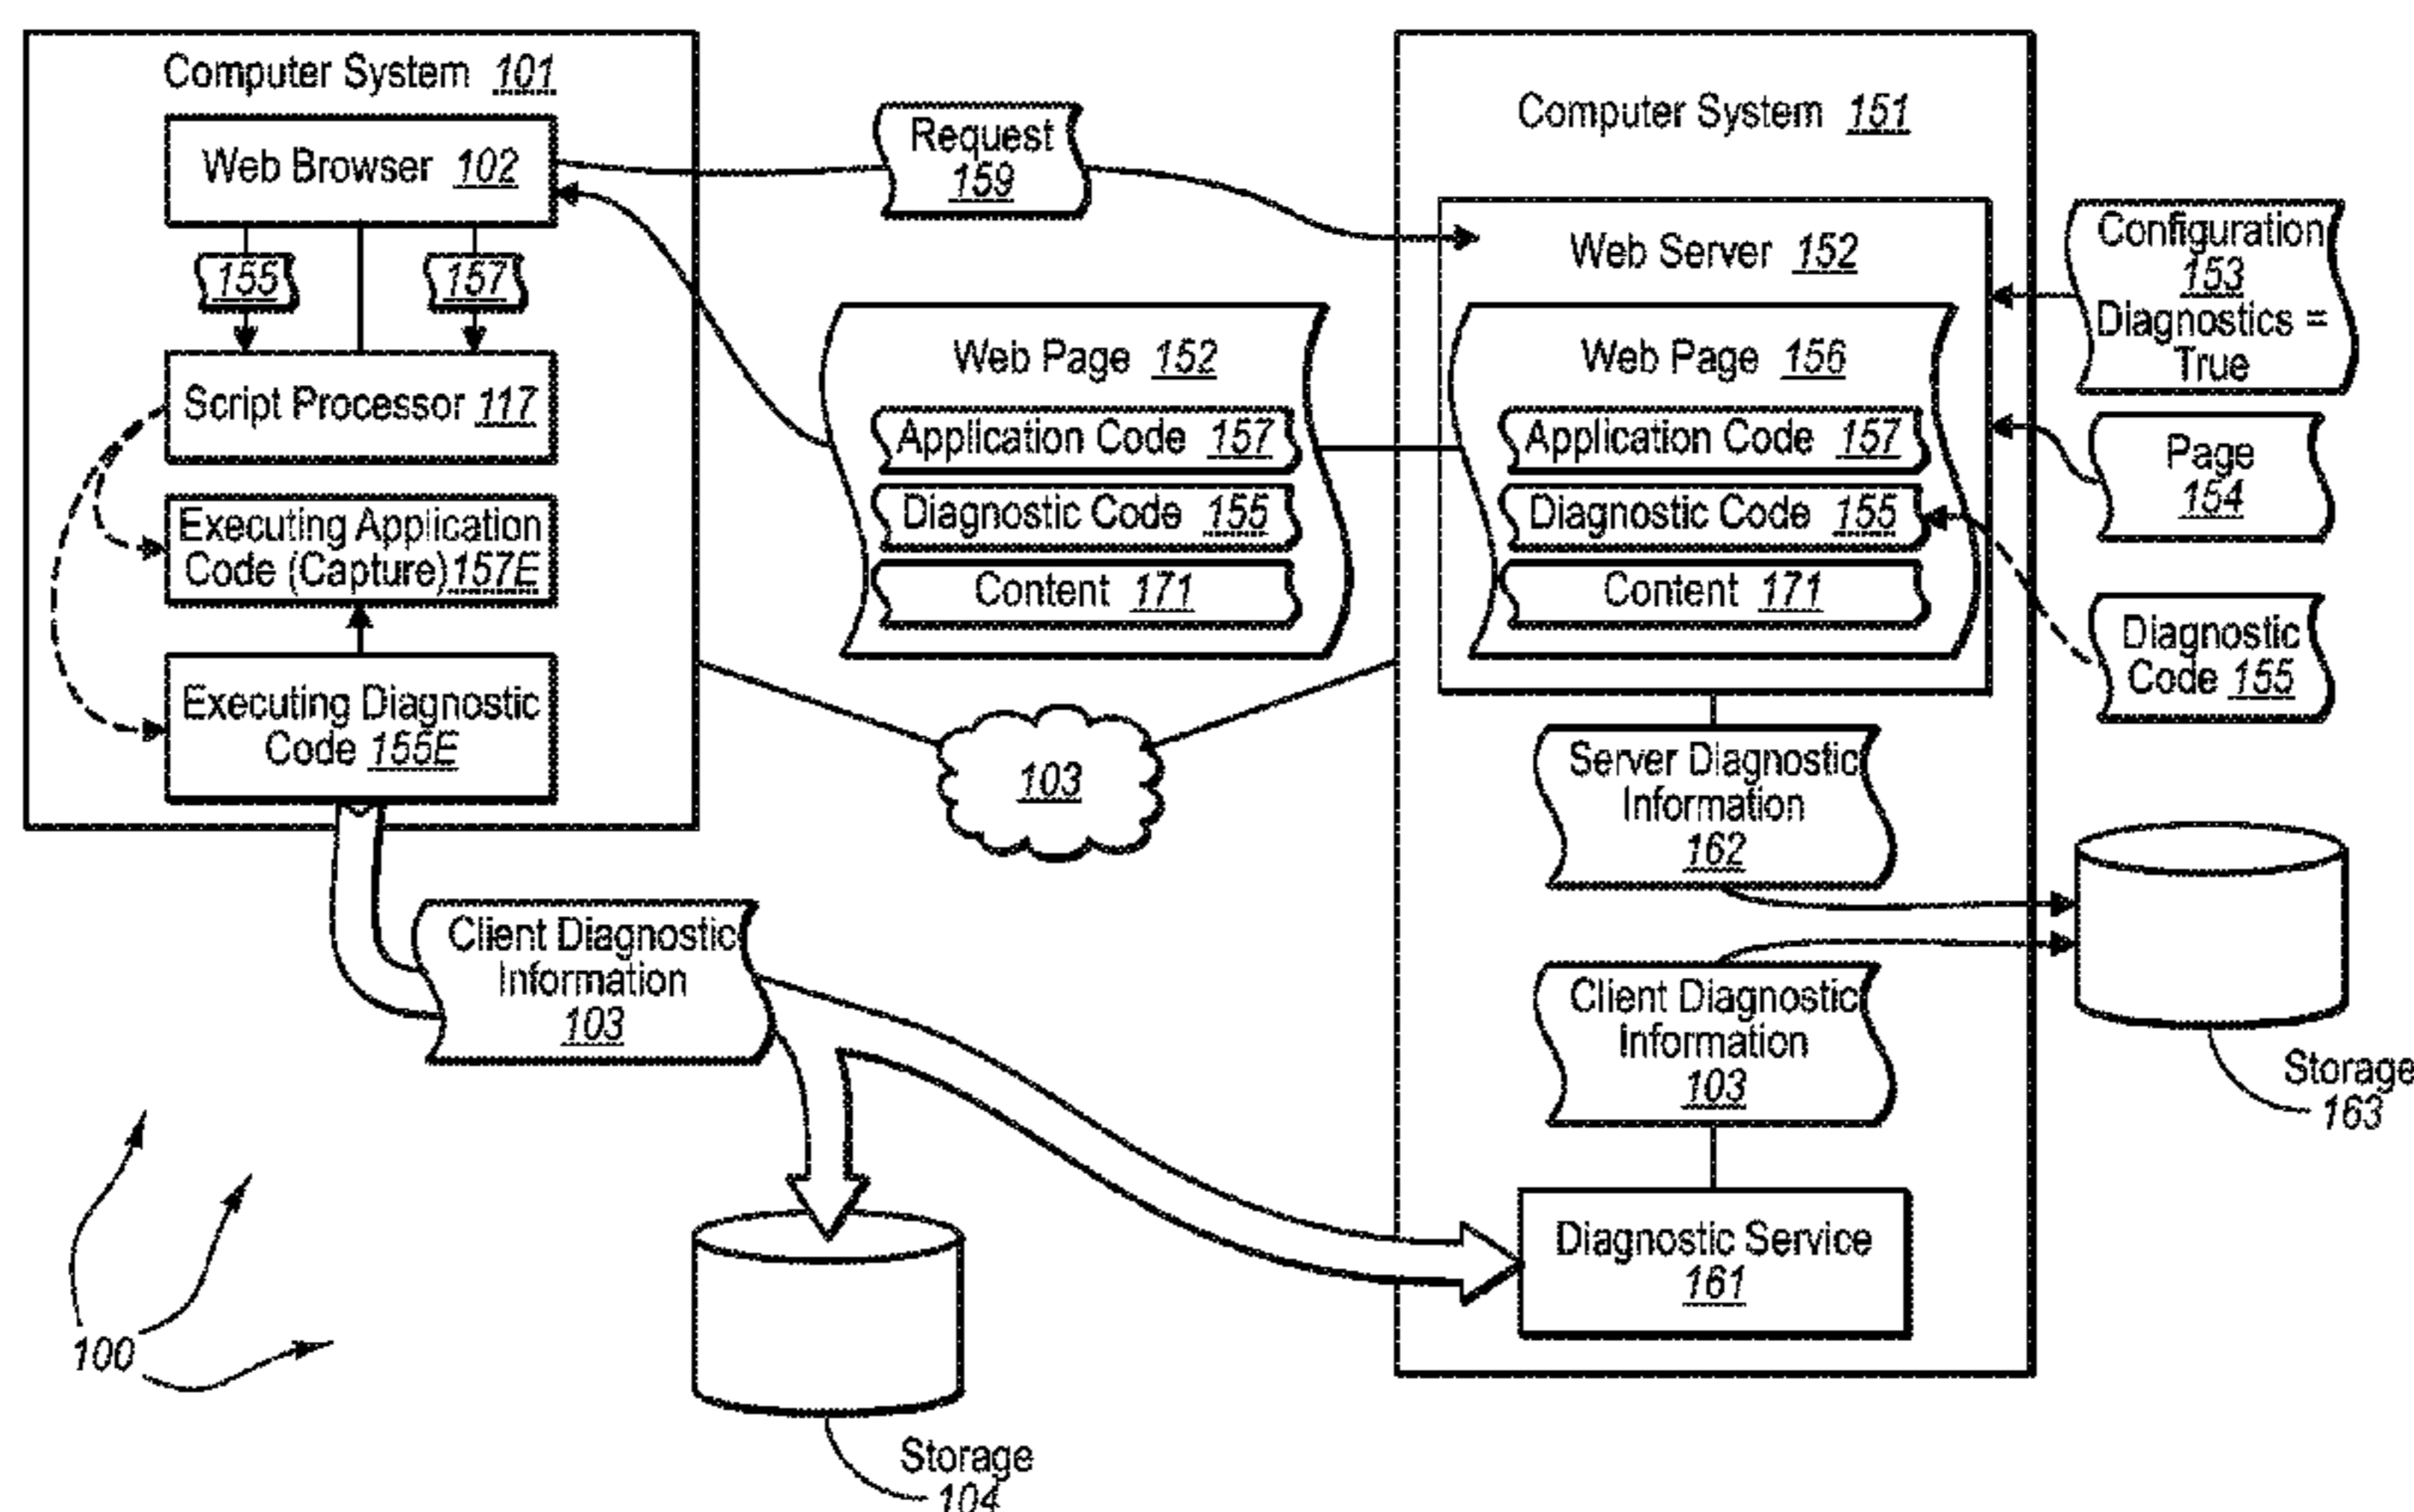 Computer System 101
Web Browser 102
155
157
Script Processor 117
Executing Application
Code (Capture) 157E
Executing Diagnostic
Code 155E
Request
159
Web Page 152
Application Code 157
Diagnostic Code 155
Content 171
103
Computer System 151
Web Server 152
Web Page 156
Application Code 157
Diagnostic Code 155
Content 171
Configuration
153
Diagnostics =
True
Page
154
Diagnostic
Code 155
Server Diagnostic
Information
162
Client Diagnostic
Information
103
Diagnostic Service
161
Storage
163
Client Diagnostic
Information
103
Storage
104
100